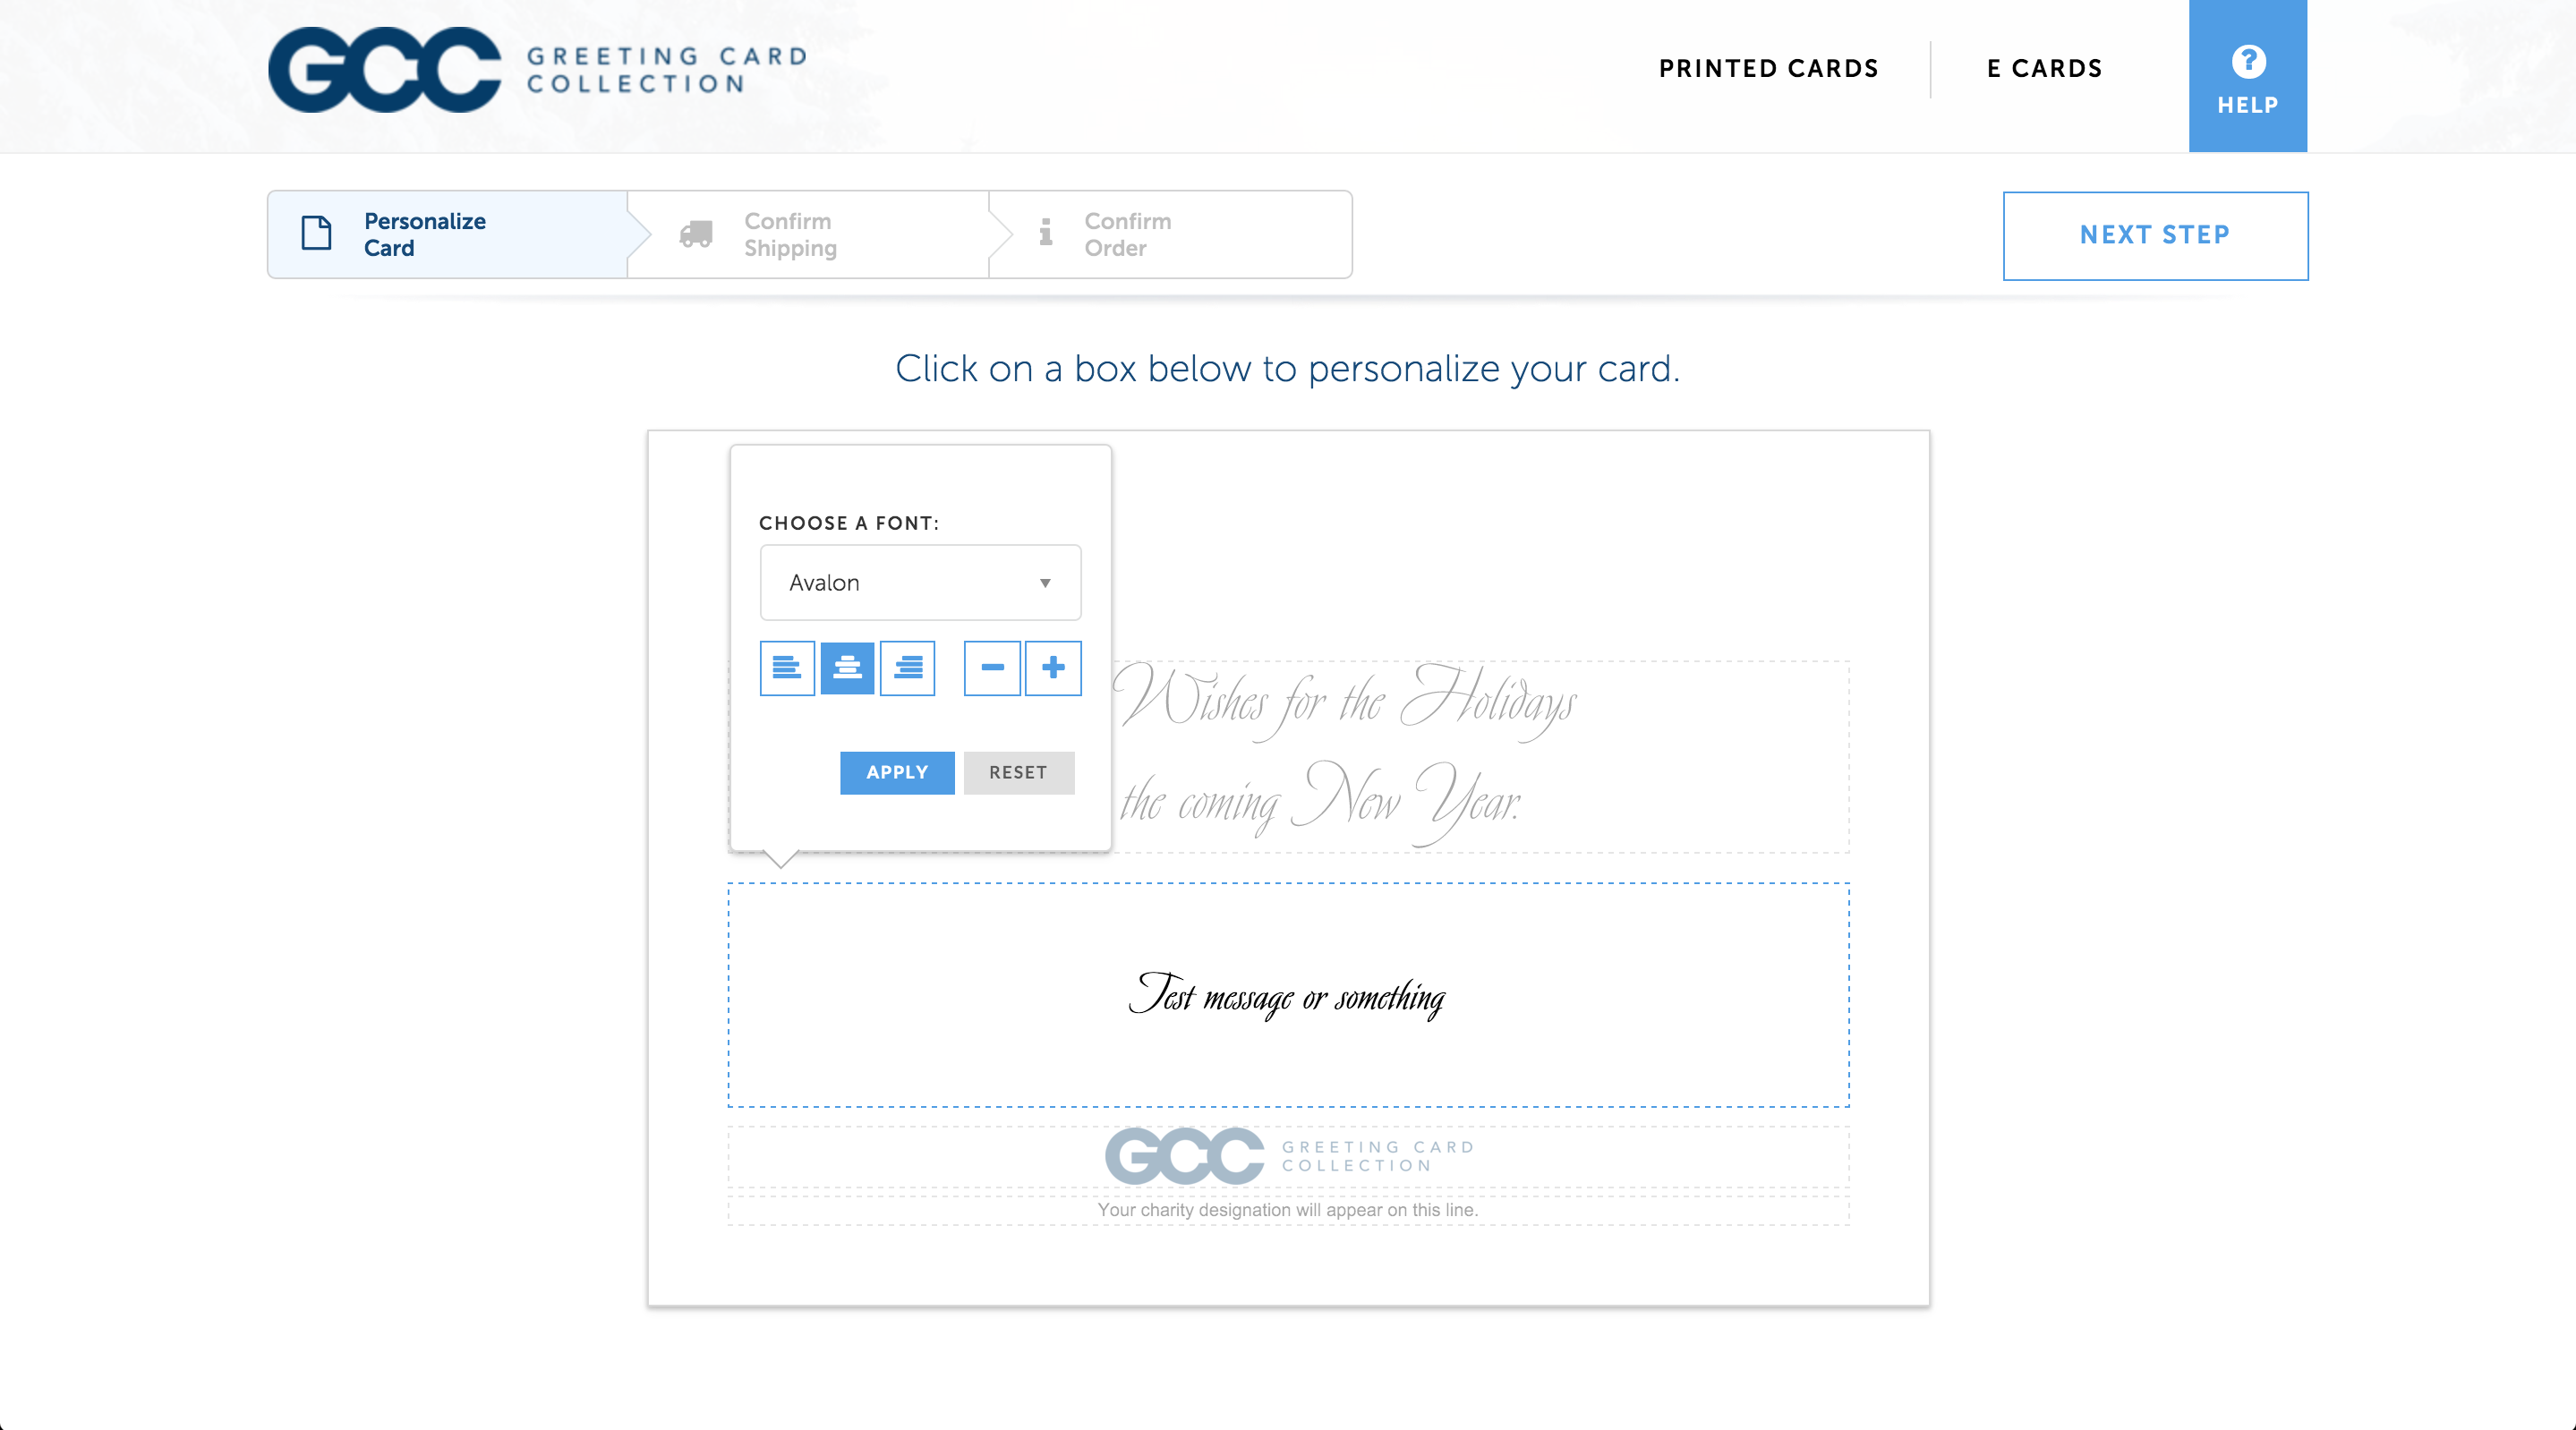 GCC GREETING CARD
COLLECTION
PRINTED CARDS
E CARDS
?
HELP
Personalize
Card
Confirm
Shipping
Confirm
Order
NEXT STEP
Click on a box below to personalize your card.
CHOOSE A FONT:
Avalon
APPLY
RESET
Wishes for the Holidays
the coming New Year.
Test message or something
GCC GREETING CARD
COLLECTION
Your charity designation will appear on this line.